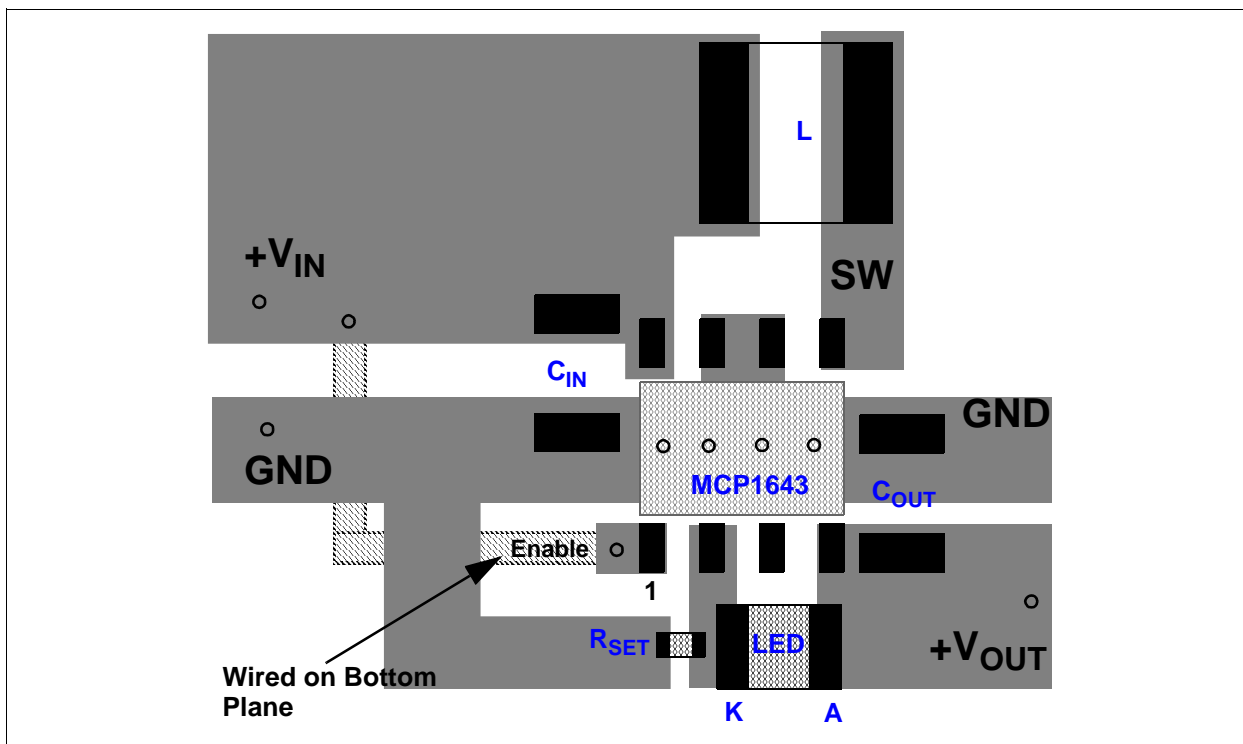 L
+VIN
SW
CIN
GND
GND
MCP1643
COUT
Enable
1
RSET
LED
+VOUT
Wired on Bottom
Plane
K
A